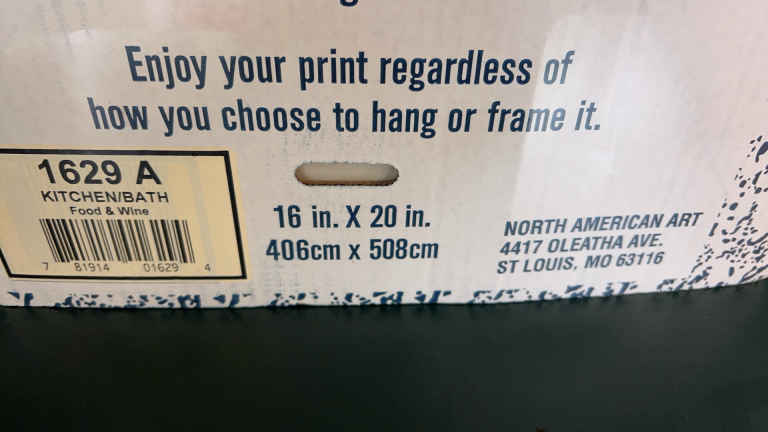 Enjoy your print regardless of
how you choose to hang or frame it.
1629 A
KITCHEN/BATH
Food & Wine
7 81914 01629 4
16 in. X 20 in.
406cm x 508cm
NORTH AMERICAN ART
4417 OLEATHA AVE.
ST LOUIS, MO 63116